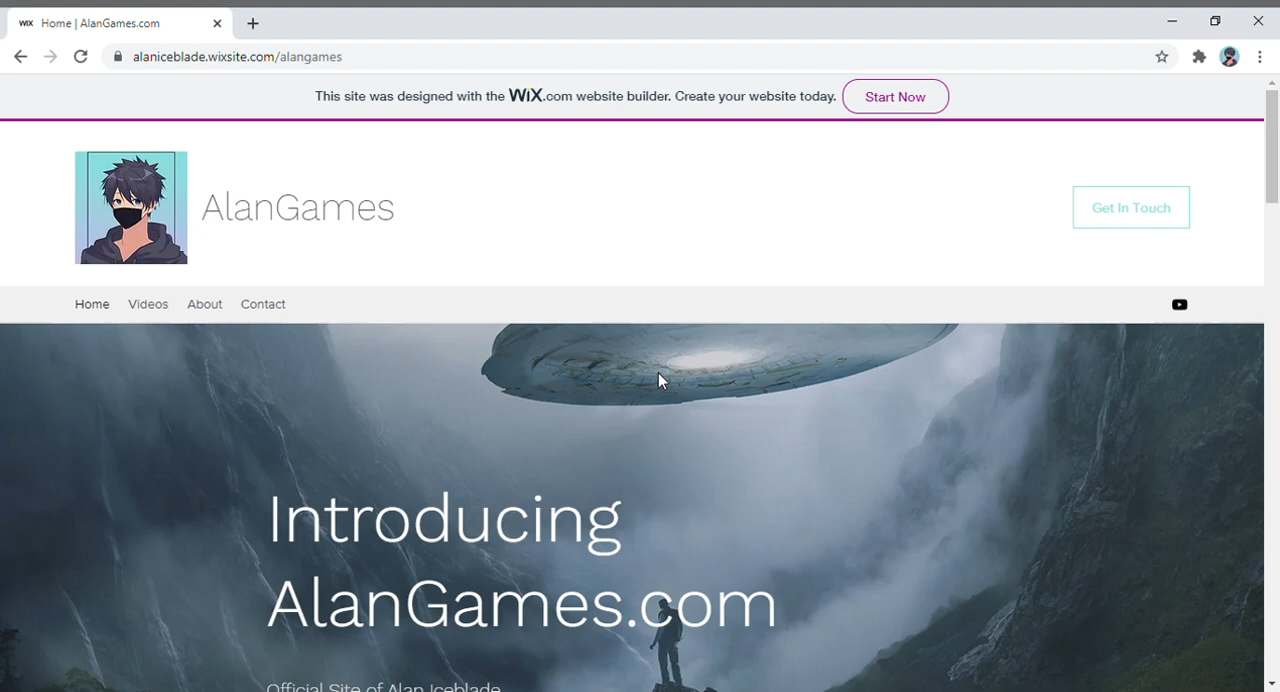 WIX Home | AlanGames.com
alaniceblade.wixsite.com/alangames
This site was designed with the WiX.com website builder. Create your website today. Start Now
AlanGames
Get In Touch
Home Videos About Contact
Introducing
AlanGames.com
Official Site of Alan Iceblade